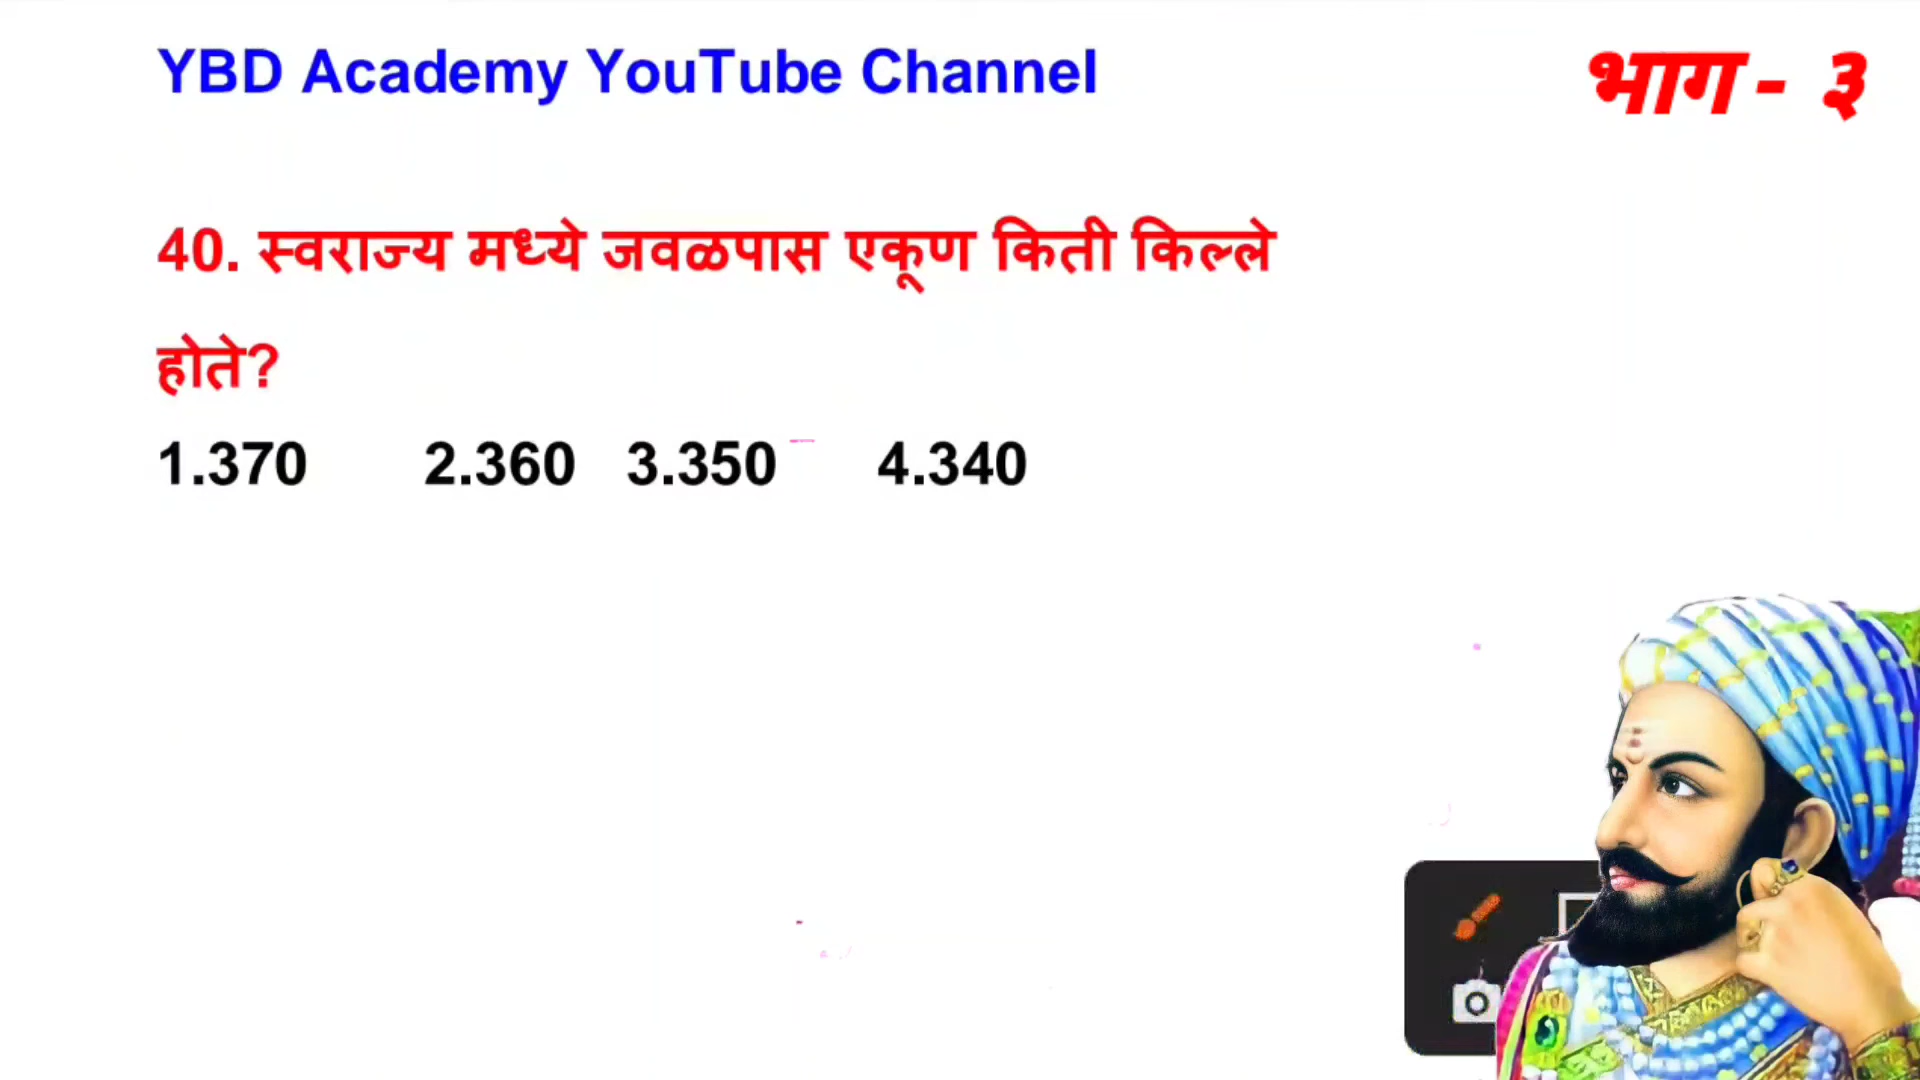 YBD Academy YouTube Channel
भाग - ३
40. स्वराज्य मध्ये जवळपास एकूण किती किल्ले
होते?
1.370 2.360 3.350 4.340